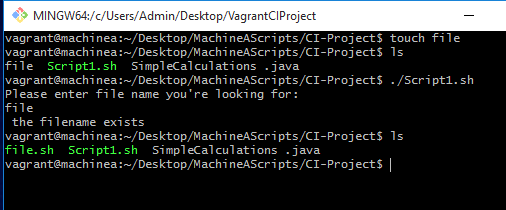 MINGW64:/c/Users/Admin/Desktop/VagrantCIProject
vagrant@machinea:~/Desktop/MachineAScripts/CI-Project$ touch file
vagrant@machinea:~/Desktop/MachineAScripts/CI-Project$ ls
file  Script1.sh  SimpleCalculations .java
vagrant@machinea:~/Desktop/MachineAScripts/CI-Project$ ./Script1.sh
Please enter file name you're looking for:
file
 the filename exists
vagrant@machinea:~/Desktop/MachineAScripts/CI-Project$ ls
file.sh  Script1.sh  SimpleCalculations .java
vagrant@machinea:~/Desktop/MachineAScripts/CI-Project$